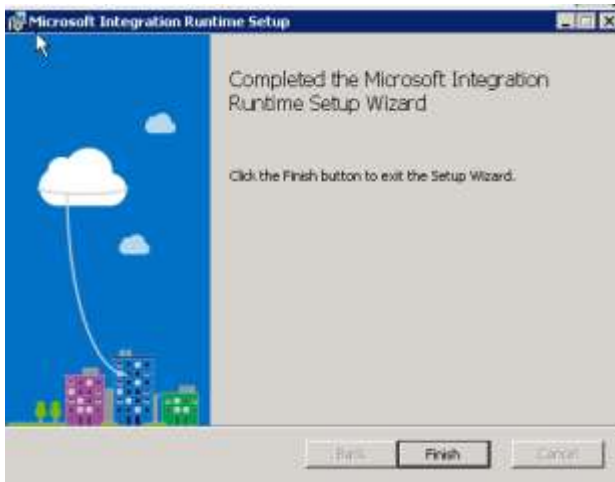 Microsoft Integration Runtime Setup
Completed the Microsoft Integration
Runtime Setup Wizard
Click the Finish button to exit the Setup Wizard.
Back
Finish
Cancel